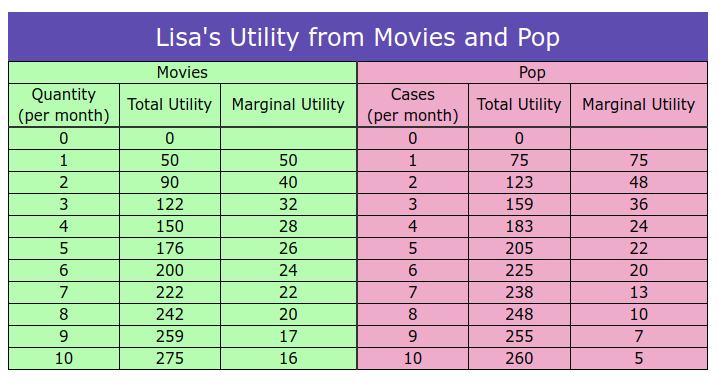 Lisa's Utility from Movies and Pop
Movies Pop
Quantity (per month) Total Utility Marginal Utility Cases (per month) Total Utility Marginal Utility
0 0 0 0
1 50 50 1 75 75
2 90 40 2 123 48
3 122 32 3 159 36
4 150 28 4 183 24
5 176 26 5 205 22
6 200 24 6 225 20
7 222 22 7 238 13
8 242 20 8 248 10
9 259 17 9 255 7
10 275 16 10 260 5